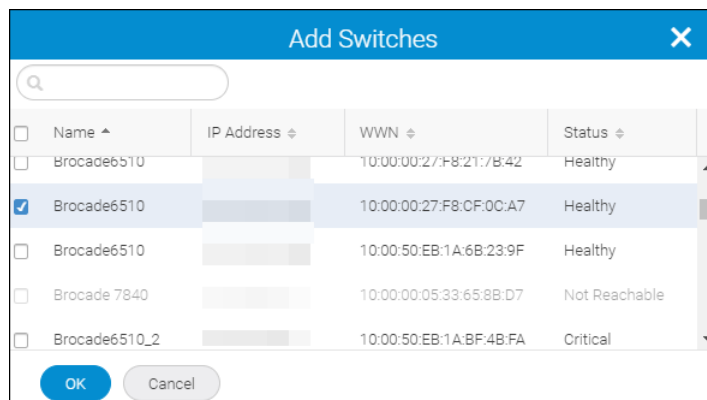 Add Switches
Name IP Address WWN Status
Brocade6510 10:00:00:27:F8:21:7B:42 Healthy
Brocade6510 10:00:00:27:F8:CF:0C:A7 Healthy
Brocade6510 10:00:50:EB:1A:6B:23:9F Healthy
Brocade 7840 10:00:00:05:33:65:8B:D7 Not Reachable
Brocade6510_2 10:00:50:EB:1A:BF:4B:FA Critical
OK Cancel